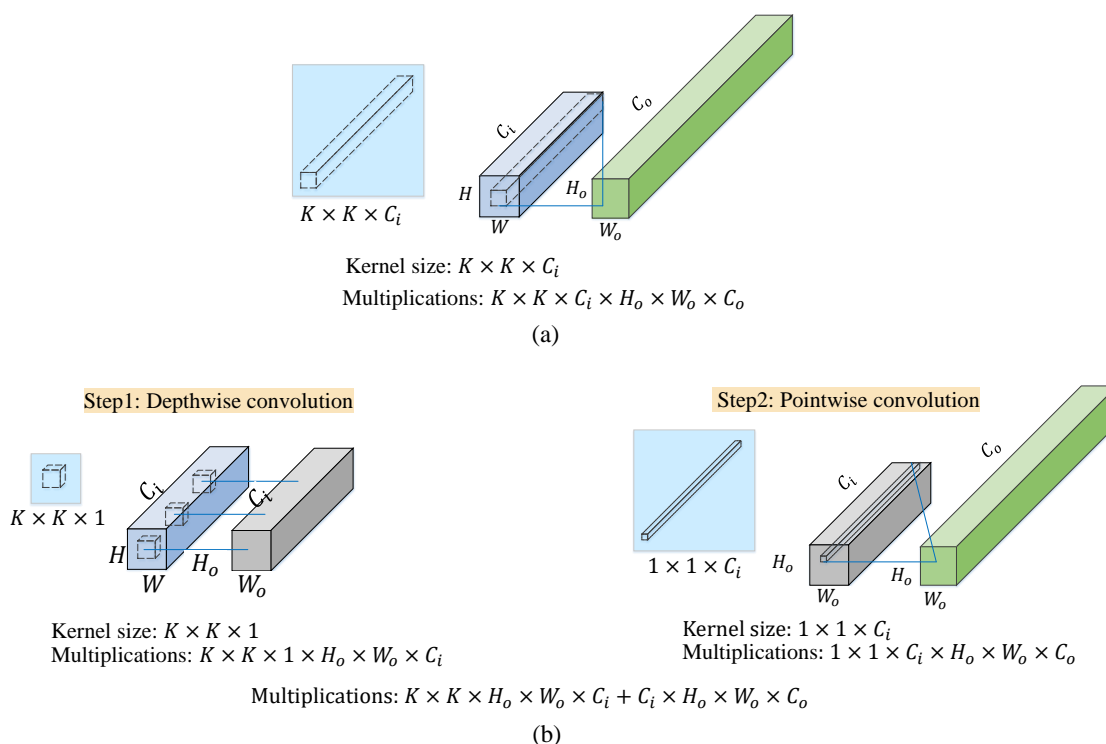 C_i
C_o
H
H_o
K × K × C_i
W
W_o
Kernel size: K × K × C_i
Multiplications: K × K × C_i × H_o × W_o × C_o
(a)
Step1: Depthwise convolution
Step2: Pointwise convolution
K × K × 1
C_i
C_i
H
H_o
W
W_o
C_i
C_o
1 × 1 × C_i
H_o
H_o
W_o
W_o
Kernel size: K × K × 1
Multiplications: K × K × 1 × H_o × W_o × C_i
Kernel size: 1 × 1 × C_i
Multiplications: 1 × 1 × C_i × H_o × W_o × C_o
Multiplications: K × K × H_o × W_o × C_i + C_i × H_o × W_o × C_o
(b)